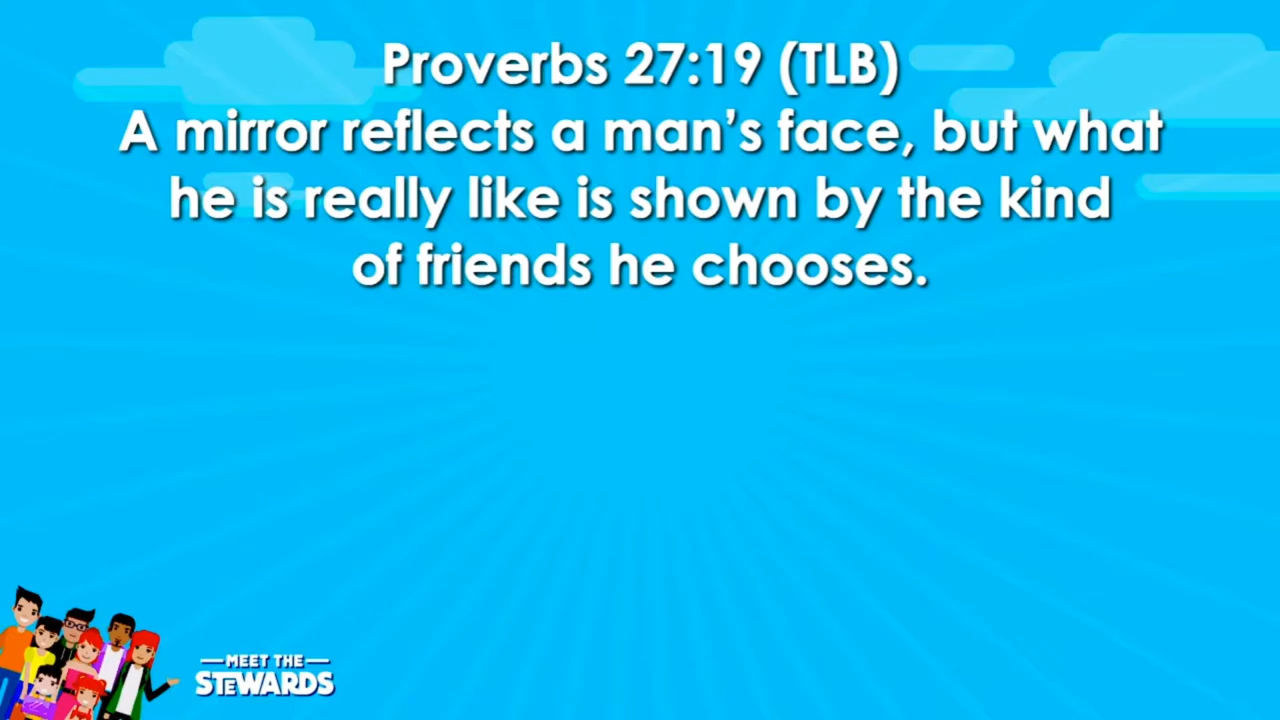 Proverbs 27:19 (TLB)
A mirror reflects a man’s face, but what
he is really like is shown by the kind
of friends he chooses.
MEET THE
STEWARDS